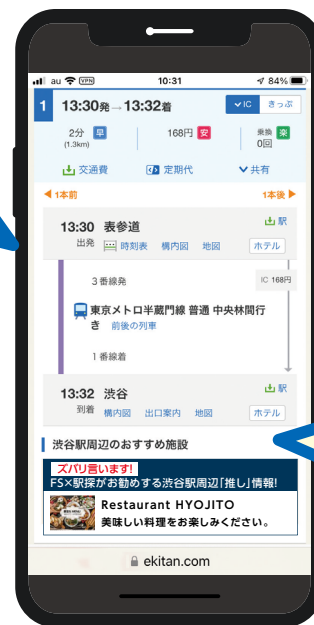 au VPN 10:31 84%
1 13:30発→13:32着 ✓IC きっぷ
2分 早 168円 安 乗換 楽
(1.3km) 0回
交通費 定期代 共有
◀1本前 1本後▶
13:30 表参道 駅
出発 時刻表 構内図 地図 ホテル
3番線発 IC 168円
東京メトロ半蔵門線 普通 中央林間行
き 前後の列車
1番線着
13:32 渋谷 駅
到着 構内図 出口案内 地図 ホテル
渋谷駅周辺のおすすめ施設
ズバリ言います!
FS×駅探がお勧めする渋谷駅周辺「推し」情報!
Restaurant HYOJITO
美味しい料理をお楽しみください。
ekitan.com